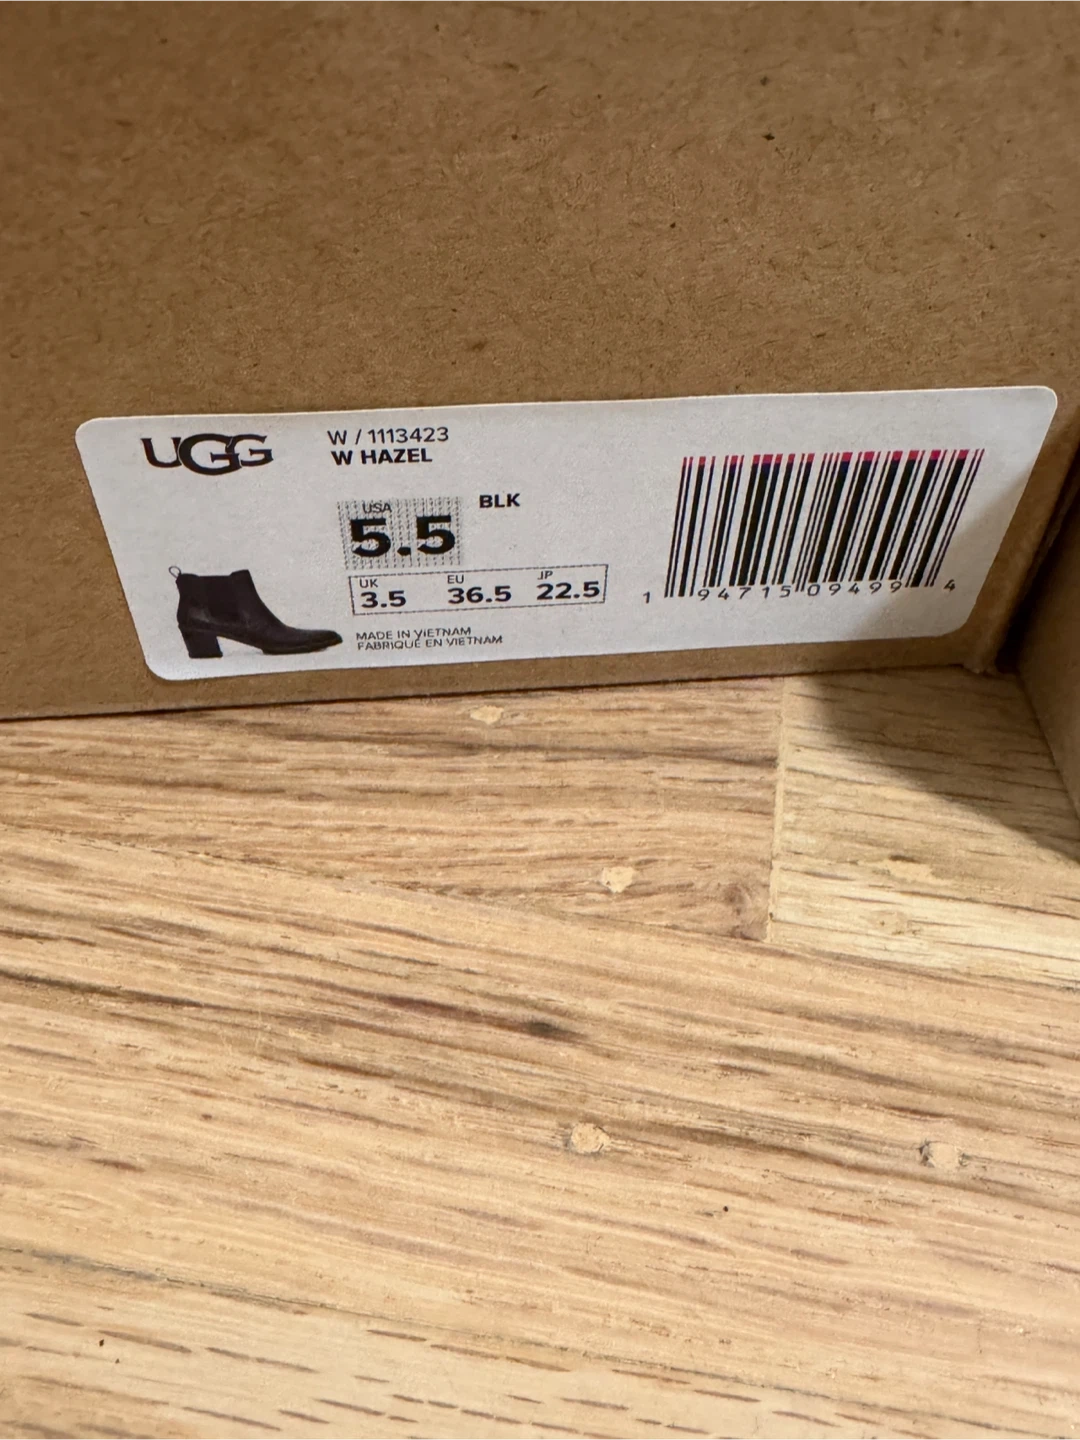 UGG
W / 1113423
W HAZEL
USA
5.5
BLK
UK EU JP
3.5 36.5 22.5
MADE IN VIETNAM
FABRIQUÉ EN VIETNAM
1 94715 09499 4